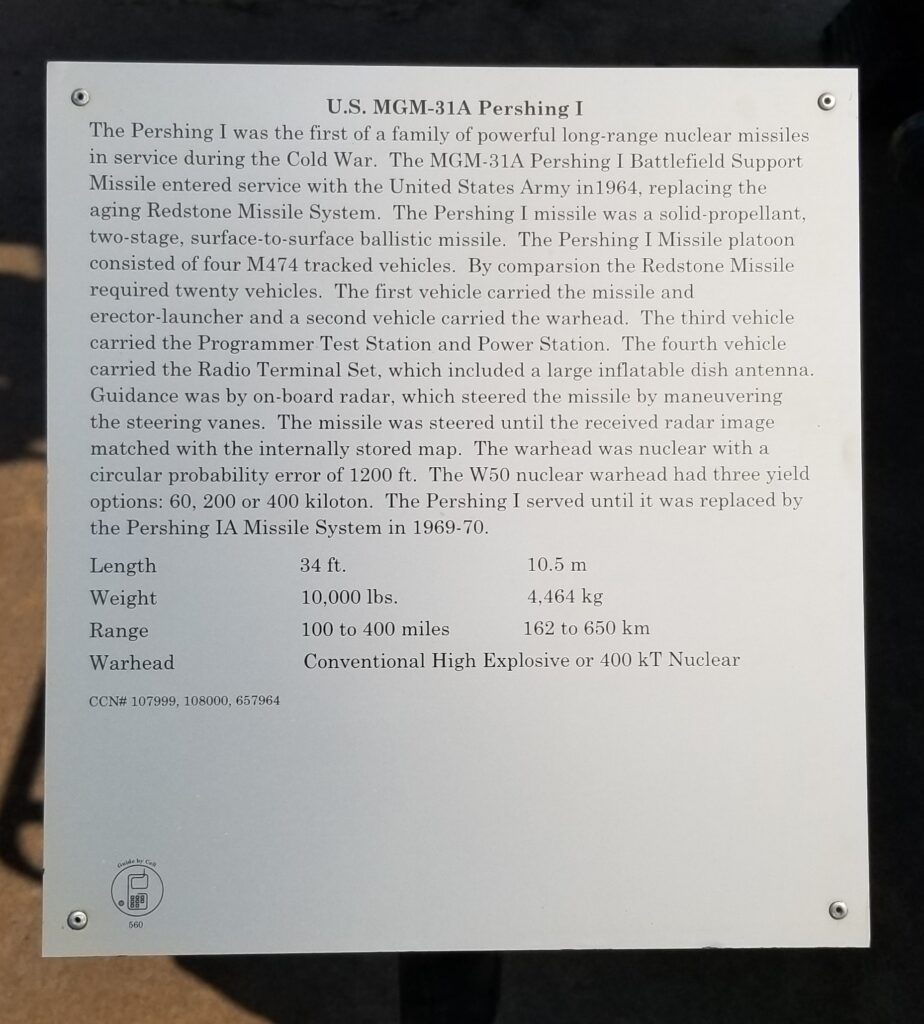 U.S. MGM-31A Pershing I
The Pershing I was the first of a family of powerful long-range nuclear missiles
in service during the Cold War. The MGM-31A Pershing I Battlefield Support
Missile entered service with the United States Army in1964, replacing the
aging Redstone Missile System. The Pershing I missile was a solid-propellant,
two-stage, surface-to-surface ballistic missile. The Pershing I Missile platoon
consisted of four M474 tracked vehicles. By comparsion the Redstone Missile
required twenty vehicles. The first vehicle carried the missile and
erector-launcher and a second vehicle carried the warhead. The third vehicle
carried the Programmer Test Station and Power Station. The fourth vehicle
carried the Radio Terminal Set, which included a large inflatable dish antenna.
Guidance was by on-board radar, which steered the missile by maneuvering
the steering vanes. The missile was steered until the received radar image
matched with the internally stored map. The warhead was nuclear with a
circular probability error of 1200 ft. The W50 nuclear warhead had three yield
options: 60, 200 or 400 kiloton. The Pershing I served until it was replaced by
the Pershing IA Missile System in 1969-70.
Length 34 ft. 10.5 m
Weight 10,000 lbs. 4,464 kg
Range 100 to 400 miles 162 to 650 km
Warhead Conventional High Explosive or 400 kT Nuclear
CCN# 107999, 108000, 657964
Guide by Cell
560